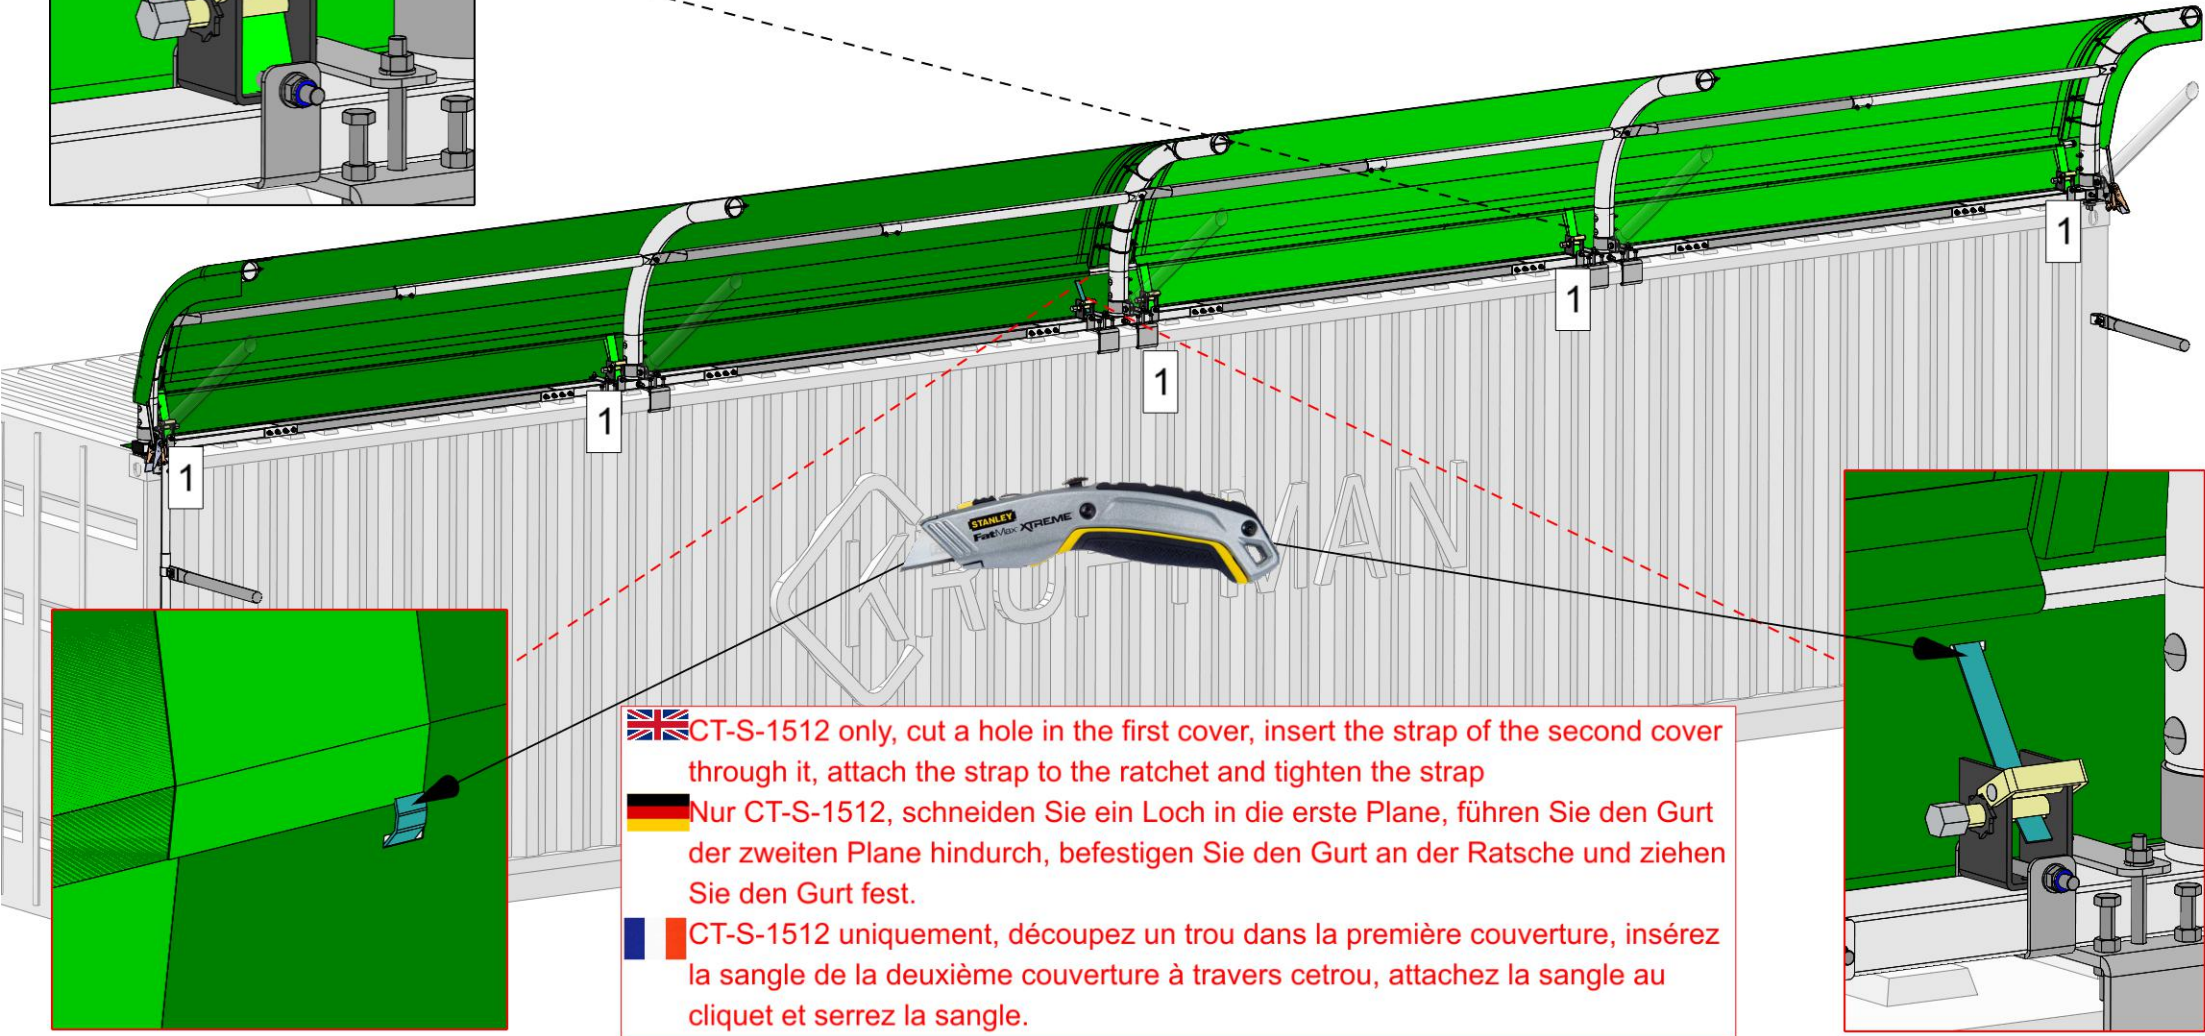 1
1
1
1
1
STANLEY
FatMax XTREME
CT-S-1512 only, cut a hole in the first cover, insert the strap of the second cover
through it, attach the strap to the ratchet and tighten the strap
Nur CT-S-1512, schneiden Sie ein Loch in die erste Plane, führen Sie den Gurt
der zweiten Plane hindurch, befestigen Sie den Gurt an der Ratsche und ziehen
Sie den Gurt fest.
CT-S-1512 uniquement, découpez un trou dans la première couverture, insérez
la sangle de la deuxième couverture à travers cetrou, attachez la sangle au
cliquet et serrez la sangle.